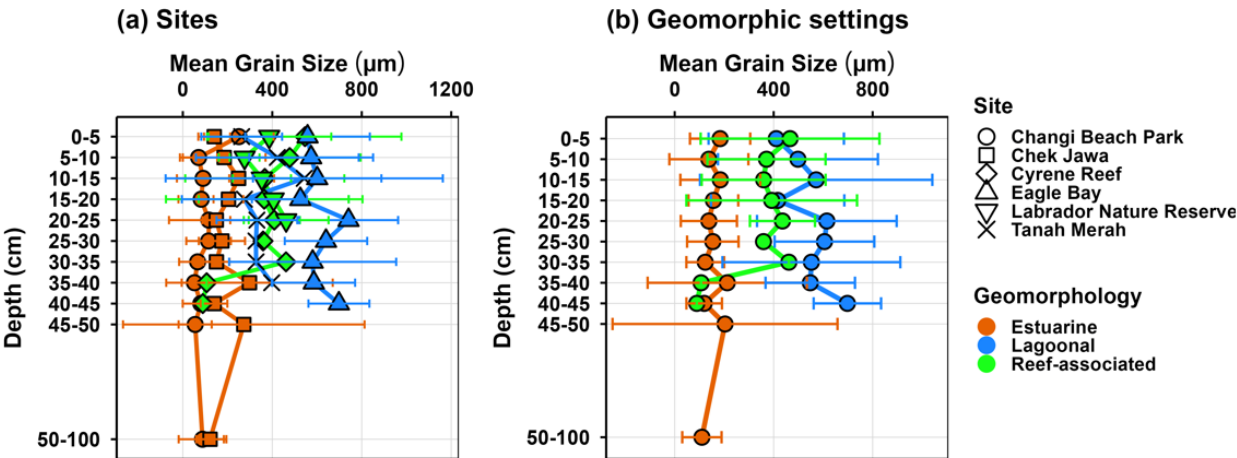 (a) Sites
Mean Grain Size (µm)
0 400 800 1200
Depth (cm)
0-5
5-10
10-15
15-20
20-25
25-30
30-35
35-40
40-45
45-50
50-100
(b) Geomorphic settings
Mean Grain Size (µm)
0 400 800
Depth (cm)
0-5
5-10
10-15
15-20
20-25
25-30
30-35
35-40
40-45
45-50
50-100
Site
Changi Beach Park
Chek Jawa
Cyrene Reef
Eagle Bay
Labrador Nature Reserve
Tanah Merah
Geomorphology
Estuarine
Lagoonal
Reef-associated